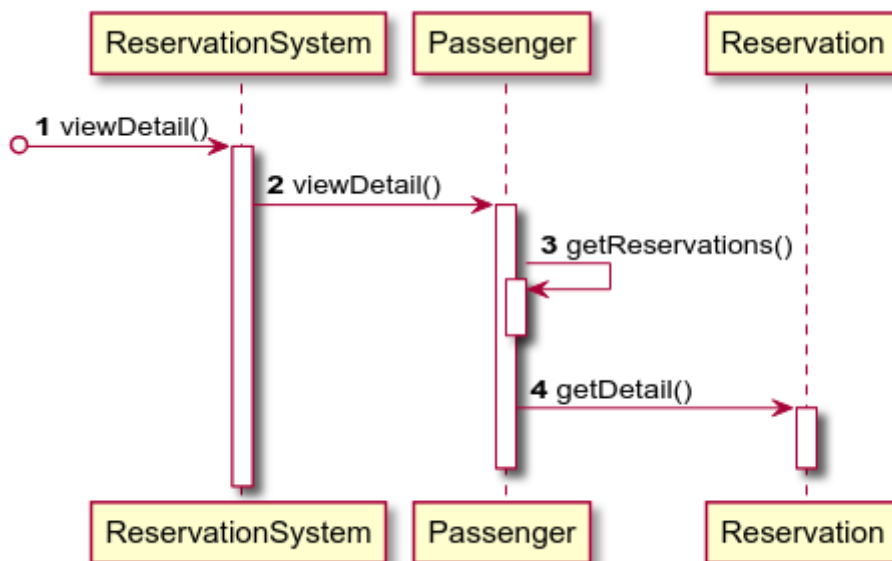 ReservationSystem Passenger Reservation
1 viewDetail()
2 viewDetail()
3 getReservations()
4 getDetail()
ReservationSystem Passenger Reservation